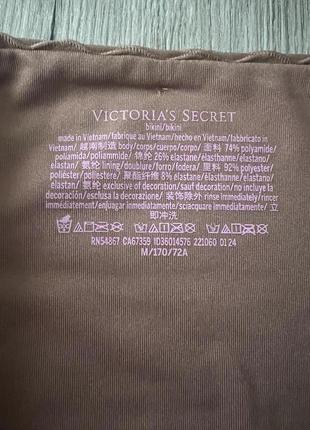 VICTORIA'S SECRET
bikini/bikini
made in Vietnam/fabriqué au Vietnam/hecho en Vietnam/fabbricato in
Vietnam/越南制造 body/corps/cuerpo/corpo/面料 74% polyamide/
poliamida/poliammide/锦纶 26% elastane/élasthanne/elastano/
elastan/氨纶 lining/doublure/forro/fodera/里料 92% polyester/
poliéster/poliestere/聚酯纤维 8% elastane/élasthanne/elastano/
elastan/氨纶 exclusive of decoration/sauf décoration/no incluye la
decoración/esclusa la decorazione/装饰除外 rinse immediately/rincer
immédiatement/enjuagar inmediatamente/sciacquare immediatamente/立
即冲洗
RN54867 CA67359 1D36014576 221060 01 24
M/170/72A